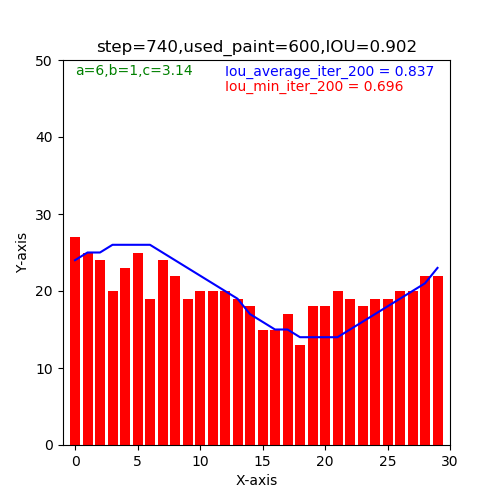 step=740,used_paint=600,IOU=0.902
a=6,b=1,c=3.14
Iou_average_iter_200 = 0.837
Iou_min_iter_200 = 0.696
50
40
30
20
10
0
Y-axis
0 5 10 15 20 25 30
X-axis